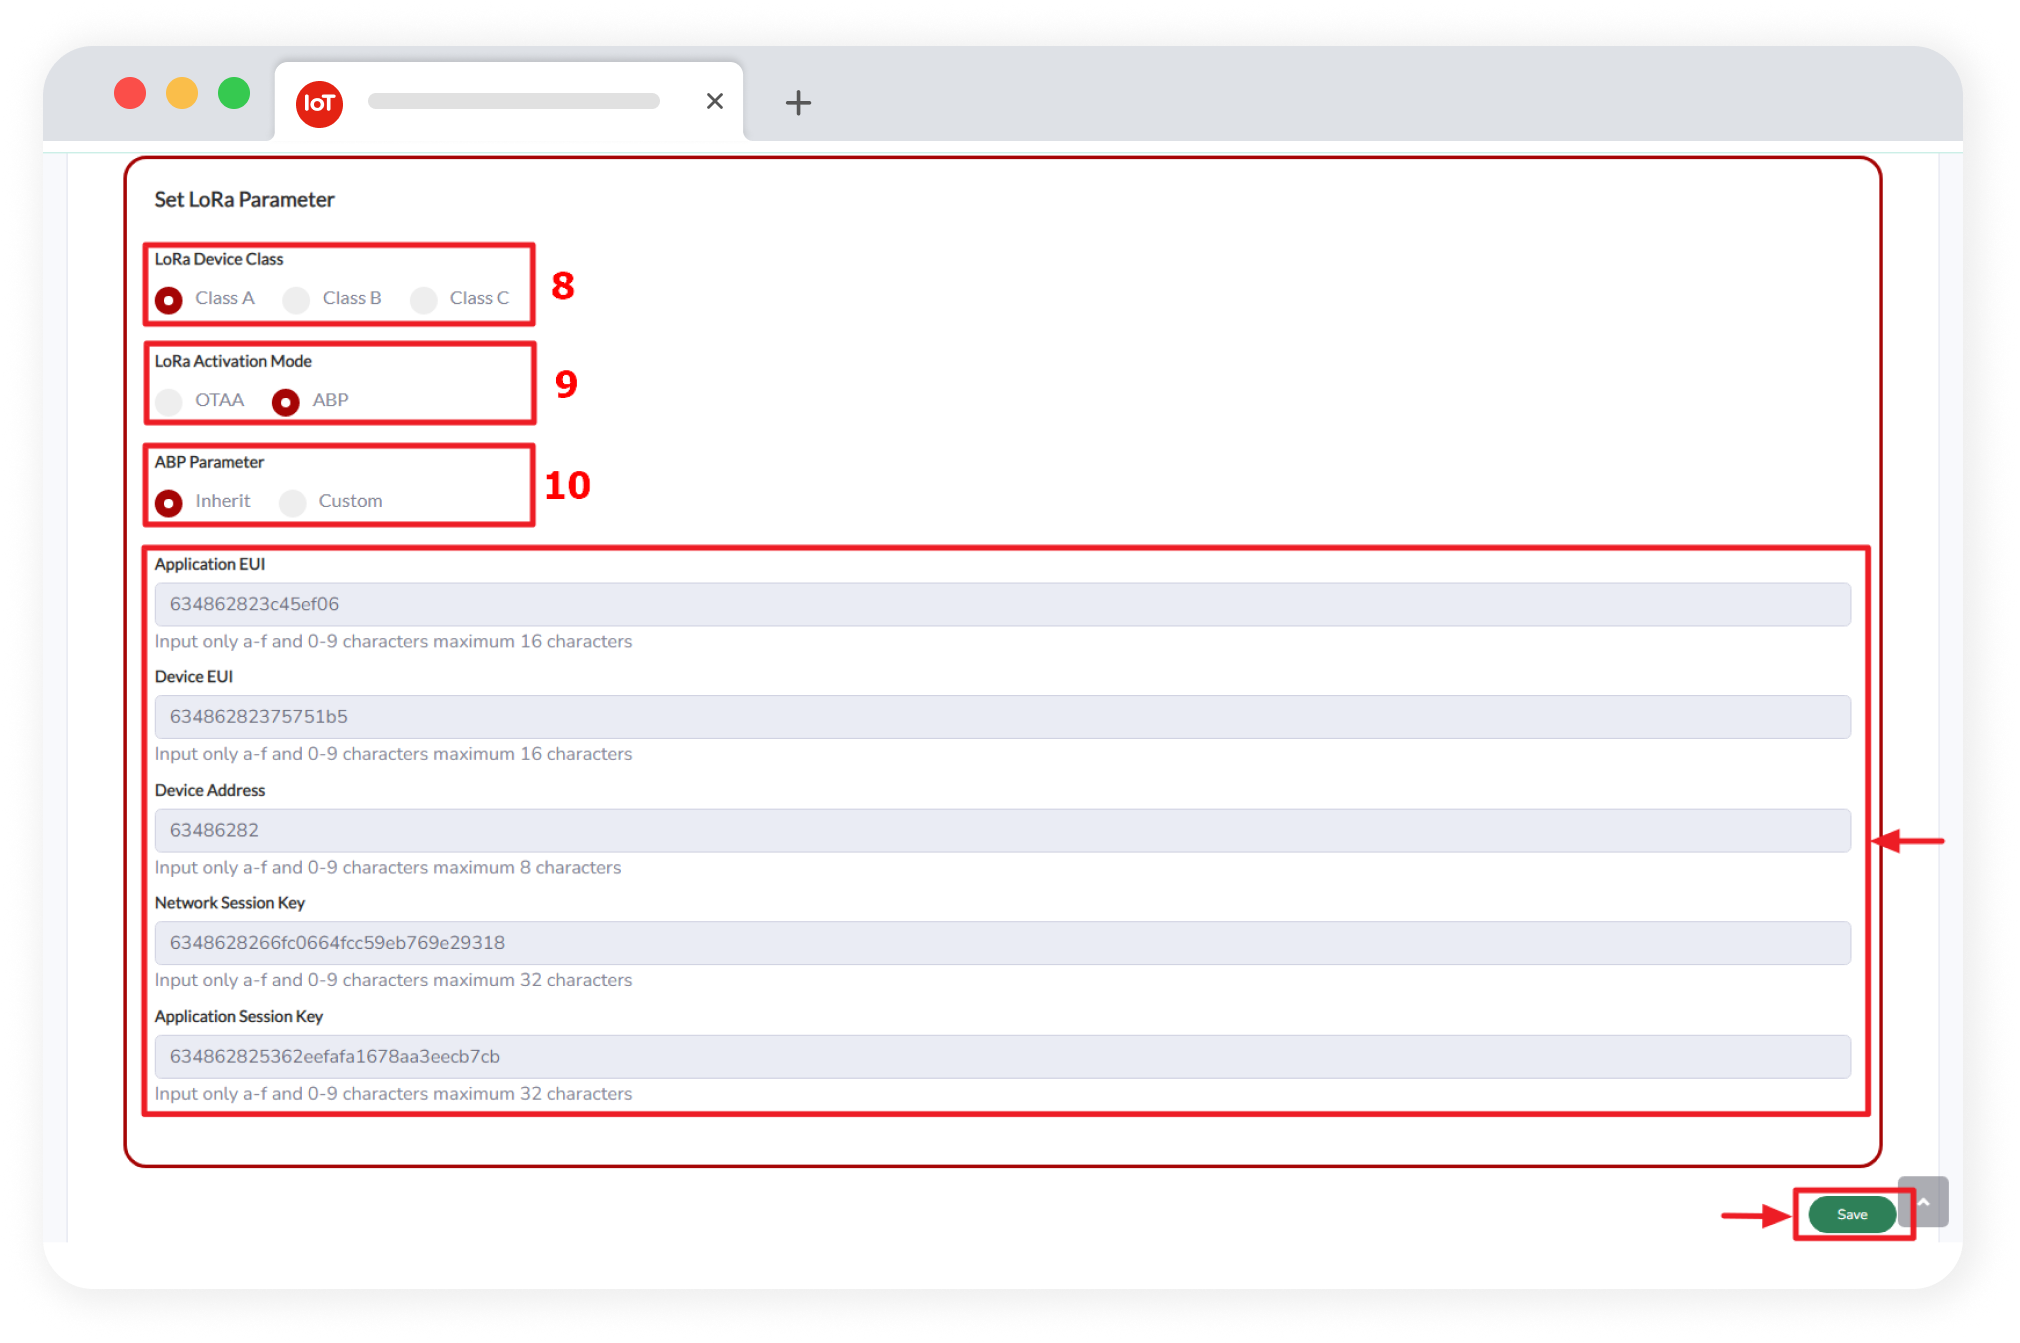 IoT
Set LoRa Parameter
LoRa Device Class
Class A Class B Class C
8
LoRa Activation Mode
OTAA ABP
9
ABP Parameter
Inherit Custom
10
Application EUI
634862823c45ef06
Input only a-f and 0-9 characters maximum 16 characters
Device EUI
63486282375751b5
Input only a-f and 0-9 characters maximum 16 characters
Device Address
63486282
Input only a-f and 0-9 characters maximum 8 characters
Network Session Key
6348628266fc0664fcc59eb769e29318
Input only a-f and 0-9 characters maximum 32 characters
Application Session Key
634862825362eefafa1678aa3eecb7cb
Input only a-f and 0-9 characters maximum 32 characters
Save